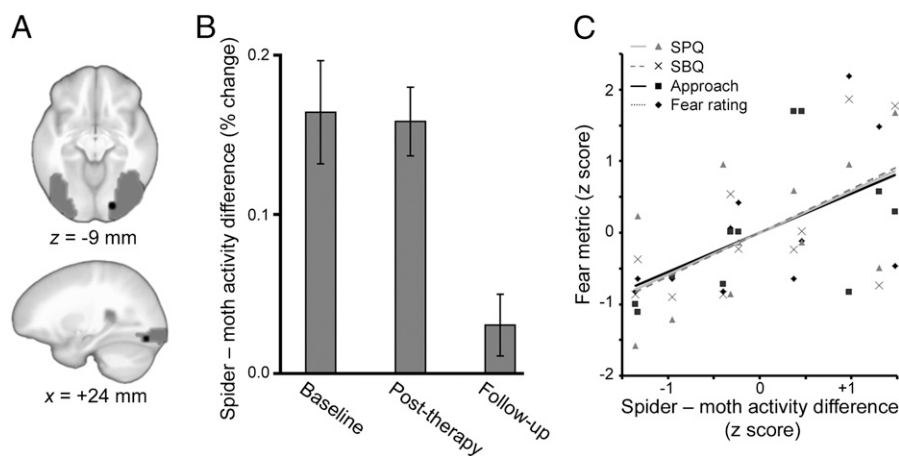 A
z = -9 mm
x = +24 mm
B
Spider – moth activity difference (% change)
0.2
0.1
0.0
Baseline
Post-therapy
Follow-up
C
SPQ
SBQ
Approach
Fear rating
Fear metric (z score)
2
1
0
-1
-2
-1
0
+1
Spider – moth activity difference
(z score)